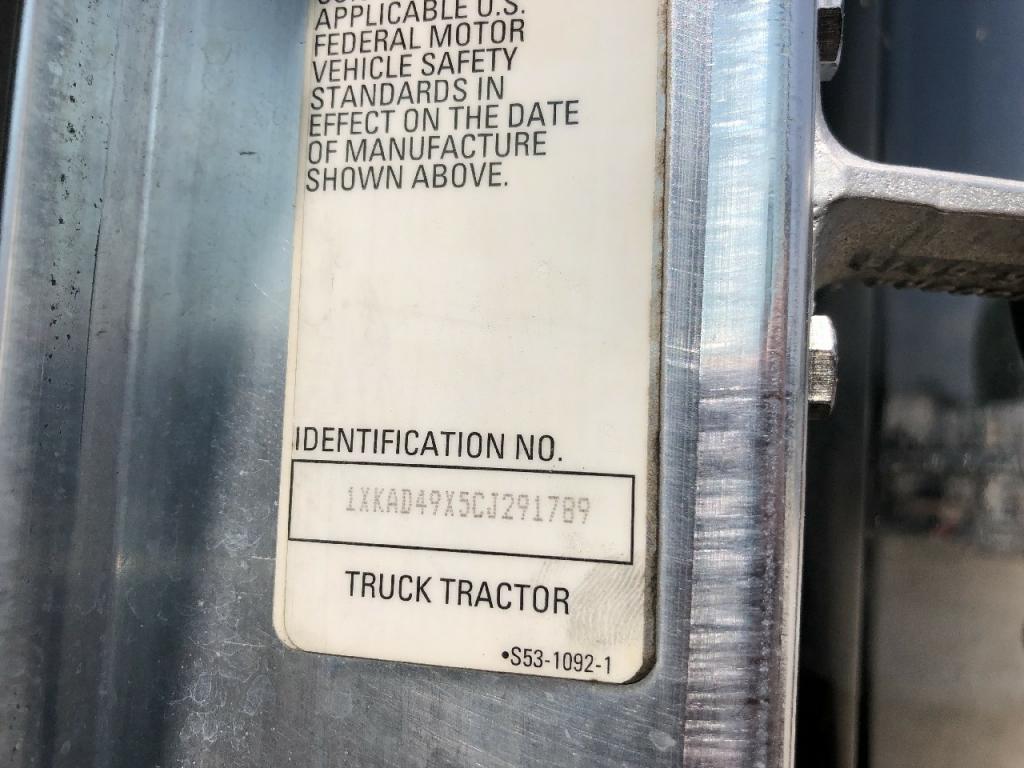 APPLICABLE U.S.
FEDERAL MOTOR
VEHICLE SAFETY
STANDARDS IN
EFFECT ON THE DATE
OF MANUFACTURE
SHOWN ABOVE.
IDENTIFICATION NO.
1XKAD49X5CJ291789
TRUCK TRACTOR
•S53-1092-1